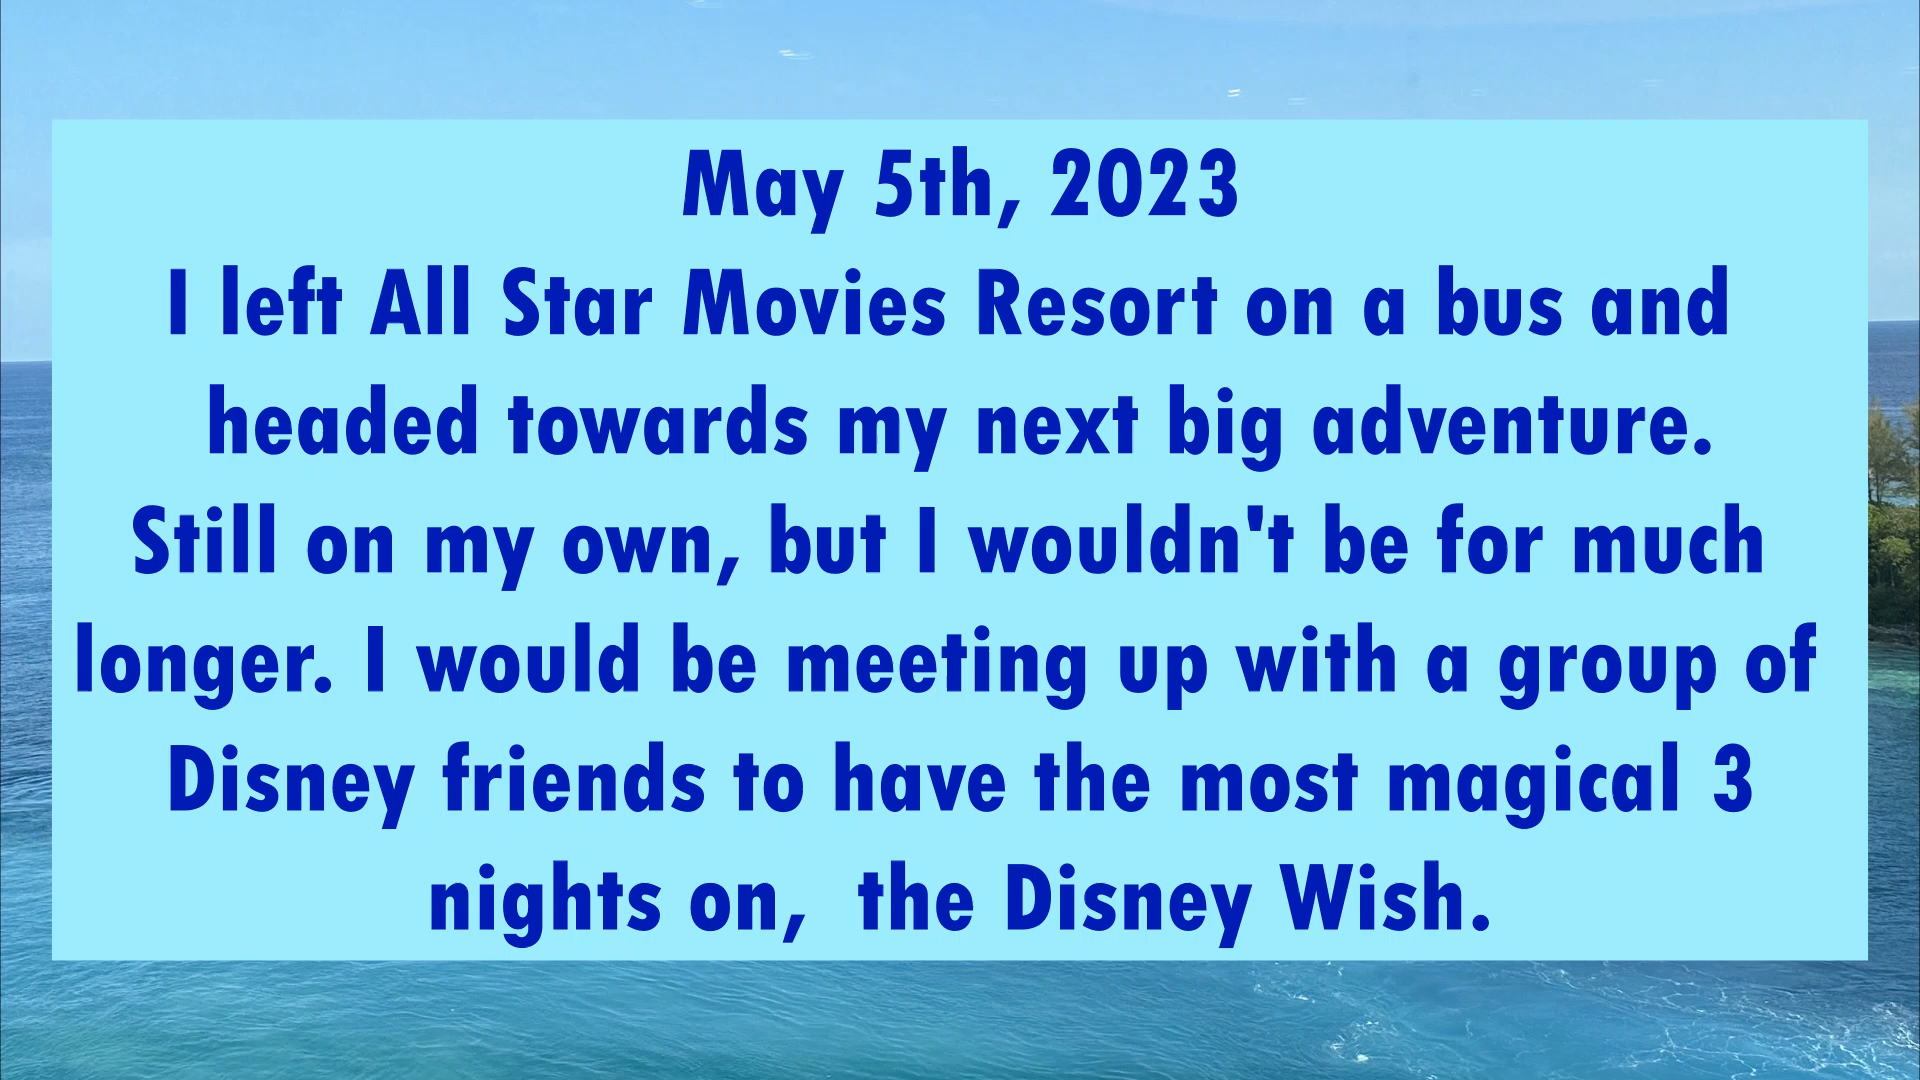 May 5th, 2023
I left All Star Movies Resort on a bus and
headed towards my next big adventure.
Still on my own, but I wouldn't be for much
longer. I would be meeting up with a group of
Disney friends to have the most magical 3
nights on,  the Disney Wish.